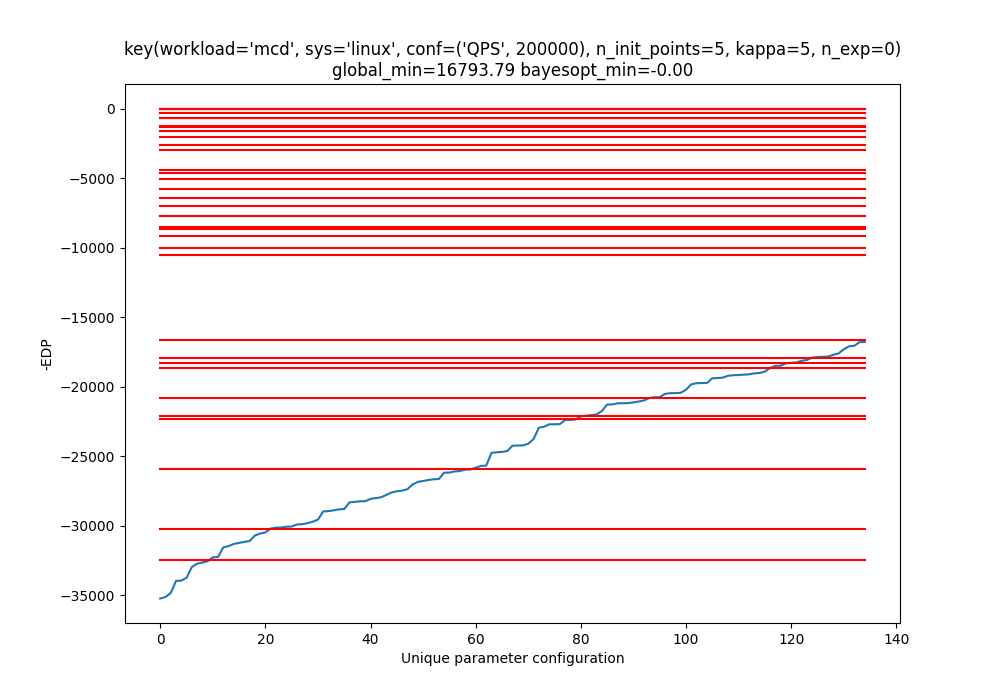 key(workload='mcd', sys='linux', conf=('QPS', 200000), n_init_points=5, kappa=5, n_exp=0)
global_min=16793.79 bayesopt_min=-0.00
0
−5000
−10000
−15000
−20000
−25000
−30000
−35000
-EDP
0 20 40 60 80 100 120 140
Unique parameter configuration